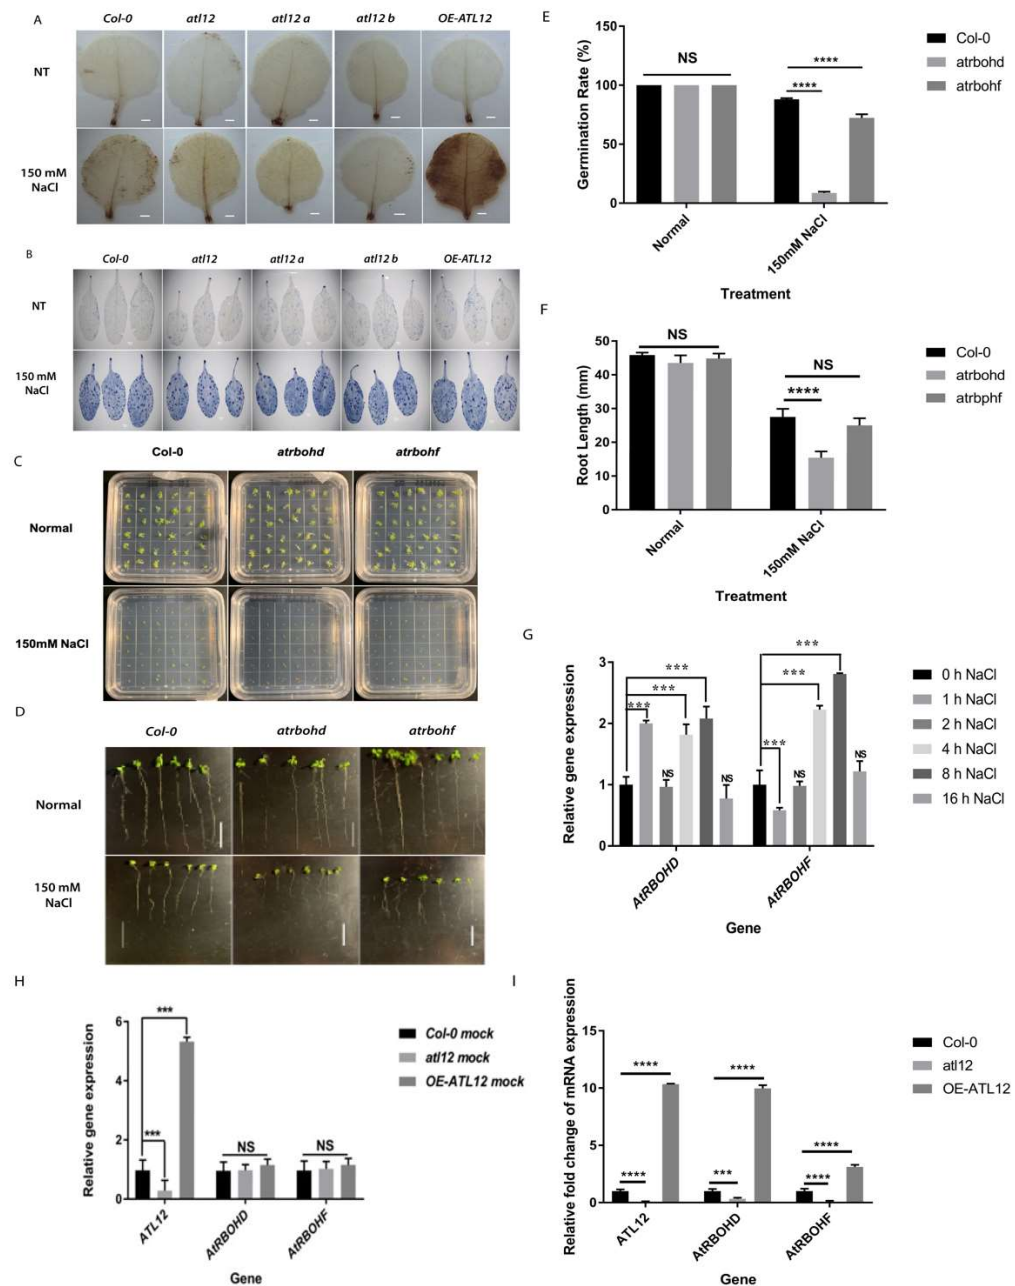 A
Col-0 atl12 atl12 a atl12 b OE-ATL12
NT
150 mM
NaCl
B
Col-0 atl12 atl12 a atl12 b OE-ATL12
NT
150 mM
NaCl
C
Col-0 atrbohd atrbohf
Normal
150mM NaCl
D
Col-0 atrbohd atrbohf
Normal
150 mM
NaCl
E
Germination Rate (%)
150
100
50
0
NS
****
****
Normal
150mM NaCl
Treatment
Col-0
atrbohd
atrbohf
F
Root Length (mm)
50
40
30
20
10
0
NS
NS
****
Normal
150mM NaCl
Treatment
Col-0
atrbohd
atrbphf
G
Relative gene expression
3
2
1
0
***
***
***
NS
NS
***
***
***
NS
NS
AtRBOHD
AtRBOHF
Gene
0 h NaCl
1 h NaCl
2 h NaCl
4 h NaCl
8 h NaCl
16 h NaCl
H
Relative gene expression
6
4
2
0
***
***
NS
NS
ATL12
AtRBOHD
AtRBOHF
Gene
Col-0 mock
atl12 mock
OE-ATL12 mock
I
Relative fold change of mRNA expression
15
10
5
0
****
****
****
***
****
****
ATL12
AtRBOHD
AtRBOHF
Gene
Col-0
atl12
OE-ATL12